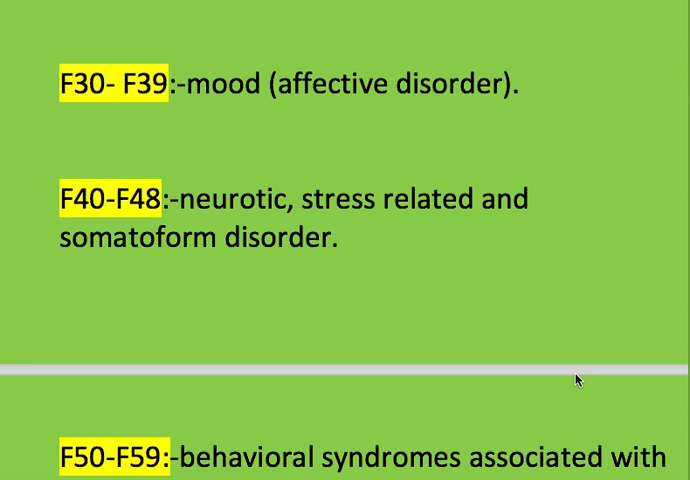 F30- F39:-mood (affective disorder).
F40-F48:-neurotic, stress related and
somatoform disorder.
F50-F59:-behavioral syndromes associated with